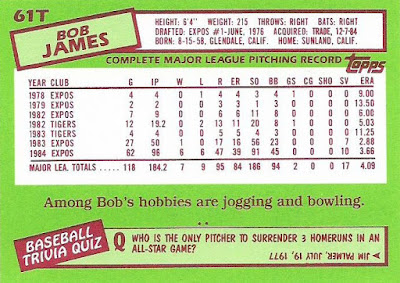 61T
BOB JAMES
HEIGHT: 6'4" WEIGHT: 215 THROWS: RIGHT BATS: RIGHT
DRAFTED: EXPOS #1-JUNE, 1976 ACQUIRED: TRADE, 12-7-84
BORN: 8-15-58, GLENDALE, CALIF. HOME: SUNLAND, CALIF.
COMPLETE MAJOR LEAGUE PITCHING RECORD Topps
YEAR CLUB G IP W L R ER SO BB GS CG SHO SV ERA
1978 EXPOS 4 4 0 1 4 4 3 4 1 0 0 0 9.00
1979 EXPOS 2 2 0 0 3 3 1 3 0 0 0 0 13.50
1982 EXPOS 7 9 0 0 6 6 11 8 0 0 0 0 6.00
1982 TIGERS 12 19.2 0 2 13 11 20 8 1 0 0 0 5.03
1983 TIGERS 4 4 0 0 5 5 4 3 0 0 0 0 11.25
1983 EXPOS 27 50 1 0 17 16 56 23 0 0 0 7 2.88
1984 EXPOS 62 96 6 6 47 39 91 45 0 0 0 10 3.66
MAJOR LEA. TOTALS 118 184.2 7 9 95 84 186 94 2 0 0 17 4.09
Among Bob's hobbies are jogging and bowling.
BASEBALL TRIVIA QUIZ
Q WHO IS THE ONLY PITCHER TO SURRENDER 3 HOMERUNS IN AN
ALL-STAR GAME?
JIM PALMER, JULY 19, 1977